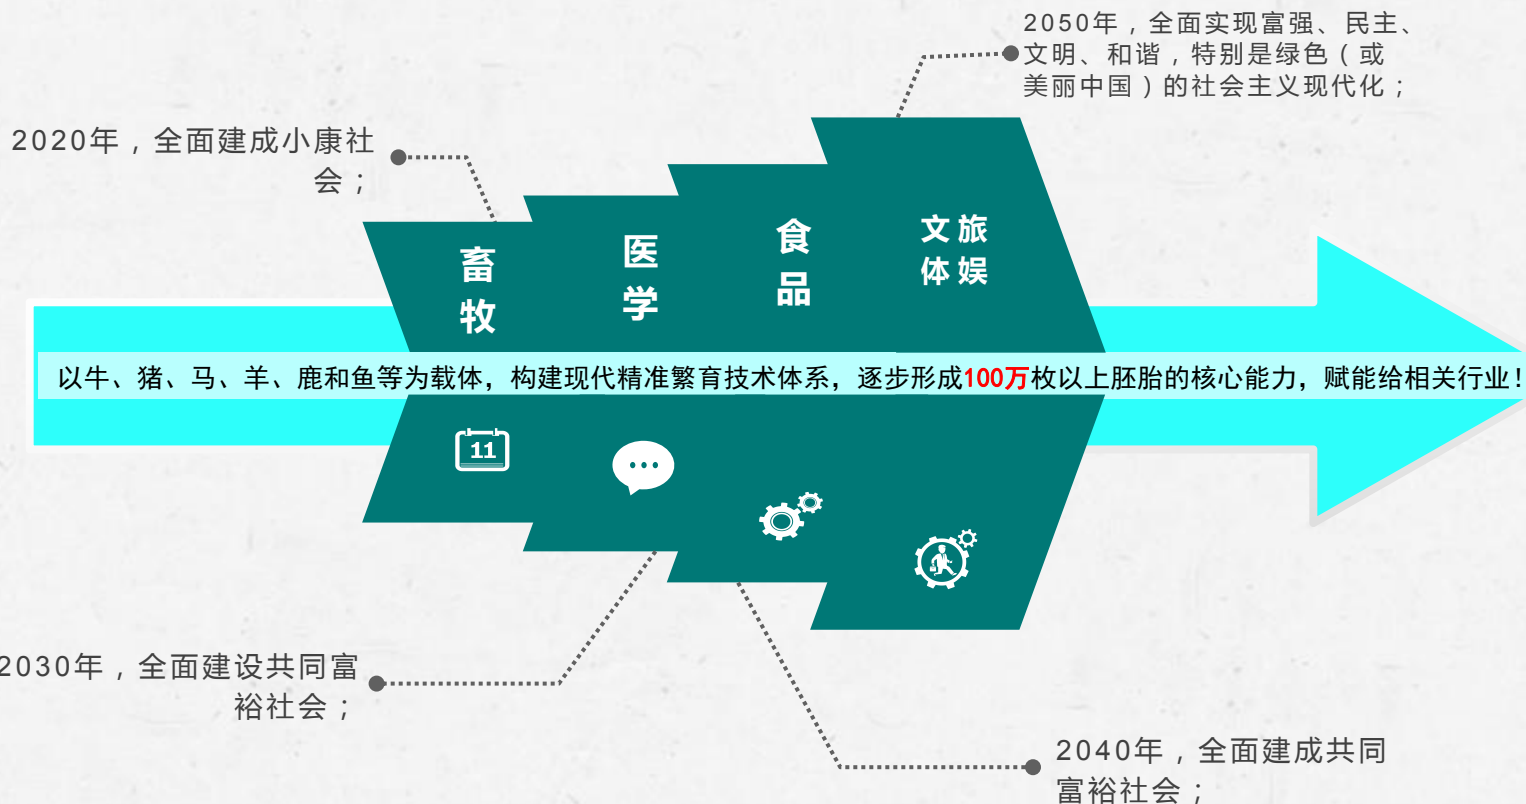 2050年，全面实现富强、民主、
文明、和谐，特别是绿色（或
美丽中国）的社会主义现代化；
2020年，全面建成小康社
会；
畜
牧
医
学
食
品
文旅
体娱
以牛、猪、马、羊、鹿和鱼等为载体，构建现代精准繁育技术体系，逐步形成100万枚以上胚胎的核心能力，赋能给相关行业！
11
2030年，全面建设共同富
裕社会；
2040年，全面建成共同
富裕社会；